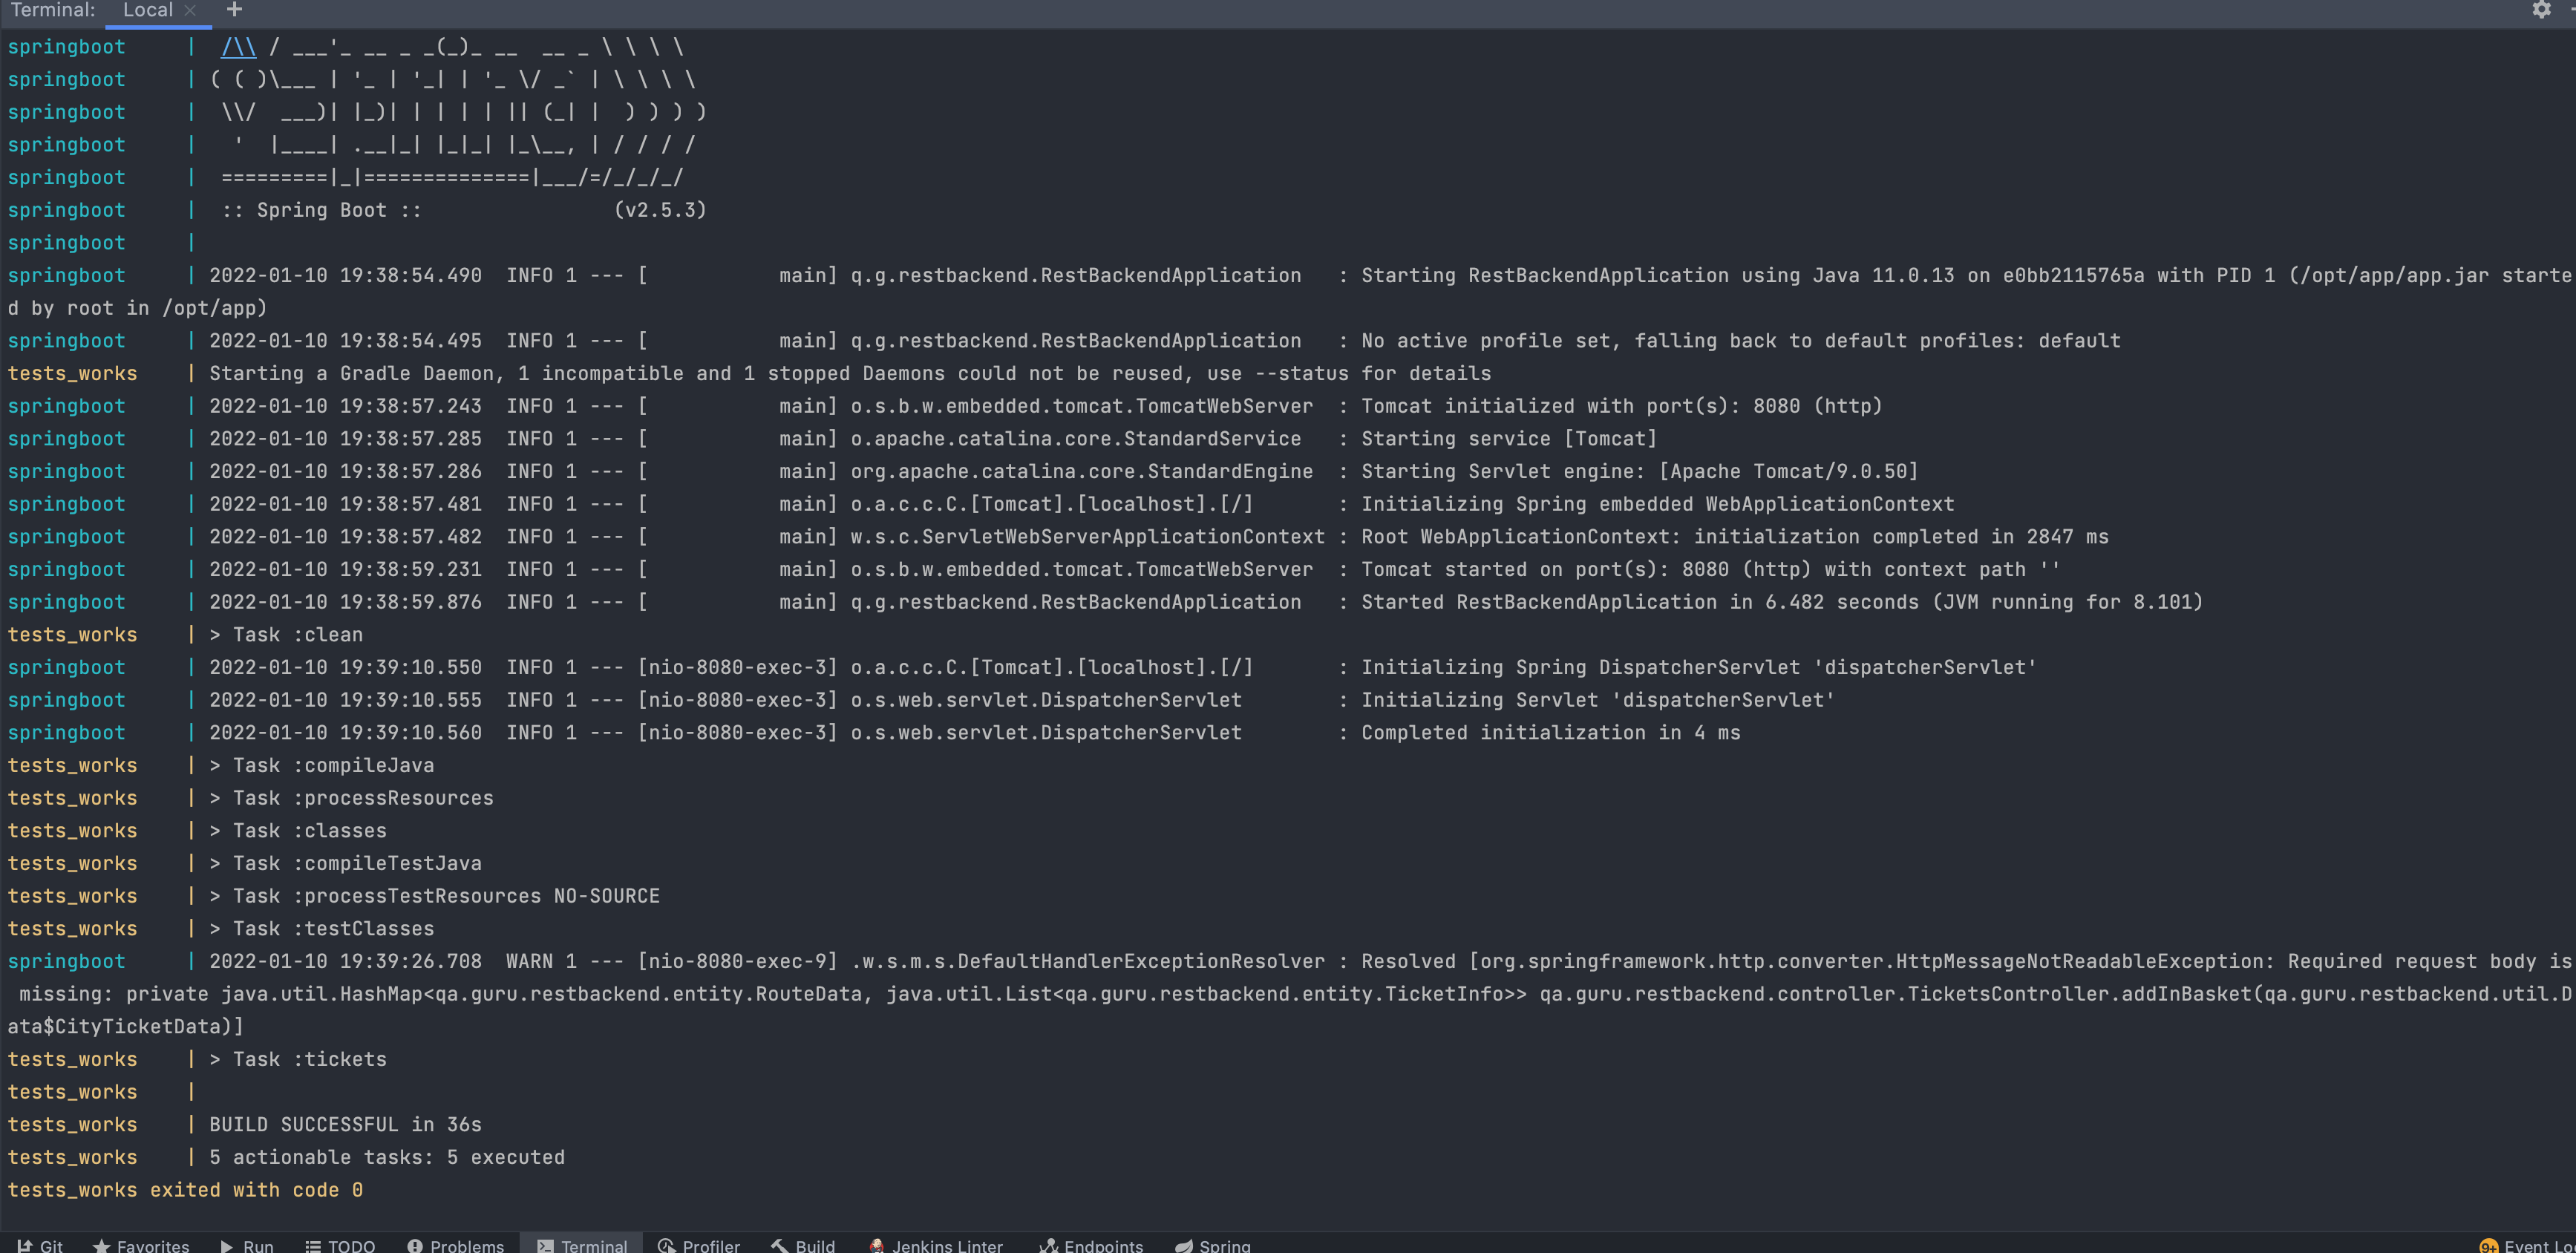 Terminal: Local × +
springboot | /\\ / ___'_ __ _ _(_)_ __  __ _ \ \ \ \
springboot | ( ( )\___ | '_ | '_| | '_ \/ _` | \ \ \ \
springboot |  \\/  ___)| |_)| | | | | || (_| |  ) ) ) )
springboot |   '  |____| .__|_| |_|_| |_\__, | / / / /
springboot |  =========|_|==============|___/=/_/_/_/
springboot |  :: Spring Boot ::                (v2.5.3)
springboot |
springboot | 2022-01-10 19:38:54.490  INFO 1 --- [           main] q.g.restbackend.RestBackendApplication   : Starting RestBackendApplication using Java 11.0.13 on e0bb2115765a with PID 1 (/opt/app/app.jar starte
d by root in /opt/app)
springboot | 2022-01-10 19:38:54.495  INFO 1 --- [           main] q.g.restbackend.RestBackendApplication   : No active profile set, falling back to default profiles: default
tests_works | Starting a Gradle Daemon, 1 incompatible and 1 stopped Daemons could not be reused, use --status for details
springboot | 2022-01-10 19:38:57.243  INFO 1 --- [           main] o.s.b.w.embedded.tomcat.TomcatWebServer  : Tomcat initialized with port(s): 8080 (http)
springboot | 2022-01-10 19:38:57.285  INFO 1 --- [           main] o.apache.catalina.core.StandardService   : Starting service [Tomcat]
springboot | 2022-01-10 19:38:57.286  INFO 1 --- [           main] org.apache.catalina.core.StandardEngine  : Starting Servlet engine: [Apache Tomcat/9.0.50]
springboot | 2022-01-10 19:38:57.481  INFO 1 --- [           main] o.a.c.c.C.[Tomcat].[localhost].[/]       : Initializing Spring embedded WebApplicationContext
springboot | 2022-01-10 19:38:57.482  INFO 1 --- [           main] w.s.c.ServletWebServerApplicationContext : Root WebApplicationContext: initialization completed in 2847 ms
springboot | 2022-01-10 19:38:59.231  INFO 1 --- [           main] o.s.b.w.embedded.tomcat.TomcatWebServer  : Tomcat started on port(s): 8080 (http) with context path ''
springboot | 2022-01-10 19:38:59.876  INFO 1 --- [           main] q.g.restbackend.RestBackendApplication   : Started RestBackendApplication in 6.482 seconds (JVM running for 8.101)
tests_works | > Task :clean
springboot | 2022-01-10 19:39:10.550  INFO 1 --- [nio-8080-exec-3] o.a.c.c.C.[Tomcat].[localhost].[/]       : Initializing Spring DispatcherServlet 'dispatcherServlet'
springboot | 2022-01-10 19:39:10.555  INFO 1 --- [nio-8080-exec-3] o.s.web.servlet.DispatcherServlet        : Initializing Servlet 'dispatcherServlet'
springboot | 2022-01-10 19:39:10.560  INFO 1 --- [nio-8080-exec-3] o.s.web.servlet.DispatcherServlet        : Completed initialization in 4 ms
tests_works | > Task :compileJava
tests_works | > Task :processResources
tests_works | > Task :classes
tests_works | > Task :compileTestJava
tests_works | > Task :processTestResources NO-SOURCE
tests_works | > Task :testClasses
springboot | 2022-01-10 19:39:26.708  WARN 1 --- [nio-8080-exec-9] .w.s.m.s.DefaultHandlerExceptionResolver : Resolved [org.springframework.http.converter.HttpMessageNotReadableException: Required request body is
missing: private java.util.HashMap<qa.guru.restbackend.entity.RouteData, java.util.List<qa.guru.restbackend.entity.TicketInfo>> qa.guru.restbackend.controller.TicketsController.addInBasket(qa.guru.restbackend.util.D
ata$CityTicketData)]
tests_works | > Task :tickets
tests_works |
tests_works | BUILD SUCCESSFUL in 36s
tests_works | 5 actionable tasks: 5 executed
tests_works exited with code 0
Git Favorites Run TODO Problems Terminal Profiler Build Jenkins Linter Endpoints Spring 9+ Event Lo